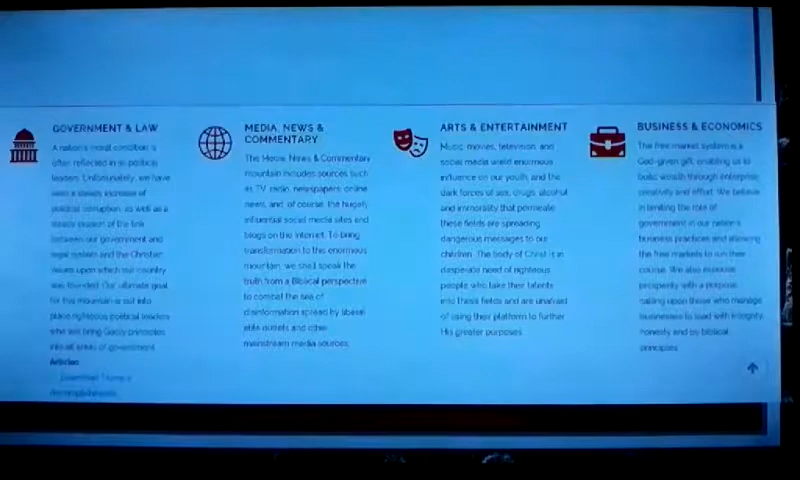 GOVERNMENT & LAW
A nation's moral condition is
often reflected in its political
leaders. Unfortunately, we have
seen a steady increase of
political corruption, as well as a
steady erosion of the link
between our government and
legal system and the Christian
values upon which our country
was founded. Our ultimate goal
for this mountain is to
place righteous political leaders
who will bring Godly principles
into all areas of government.
Articles
Download Trump's
Accomplishments
MEDIA, NEWS &
COMMENTARY
The Media, News & Commentary
mountain includes sources such
as TV, radio, newspapers, online
news, and, of course, the hugely
influential social media sites and
blogs on the internet. To bring
transformation to this enormous
mountain, we shall speak the
truth from a Biblical perspective
to combat the sea of
disinformation spread by liberal
elite outlets and other
mainstream media sources.
ARTS & ENTERTAINMENT
Music, movies, television, and
social media wield enormous
influence on our youth, and the
dark forces of sex, drugs, alcohol
and immorality that permeate
these fields are spreading
dangerous messages to our
children. The body of Christ is in
desperate need of righteous
people who take their talents
into these fields and are unafraid
of using their platform to further
His greater purposes.
BUSINESS & ECONOMICS
The free market system is a
God-given gift, enabling us to
build wealth through enterprise,
creativity and effort. We believe
in limiting the role of
government in our nation's
business practices and allowing
the free markets to run their
course. We also espouse
prosperity with a purpose,
calling upon those who manage
businesses to lead with integrity,
honesty and by biblical
principles.